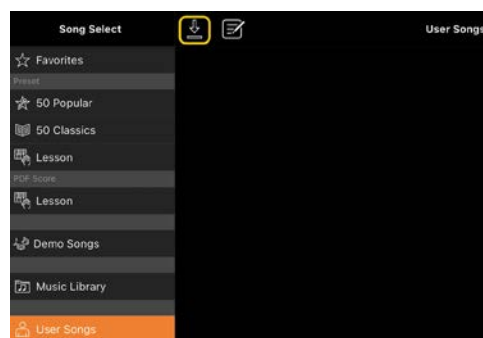 Song Select
User Songs
Favorites
Preset
50 Popular
50 Classics
Lesson
PDF Score
Lesson
Demo Songs
Music Library
User Songs